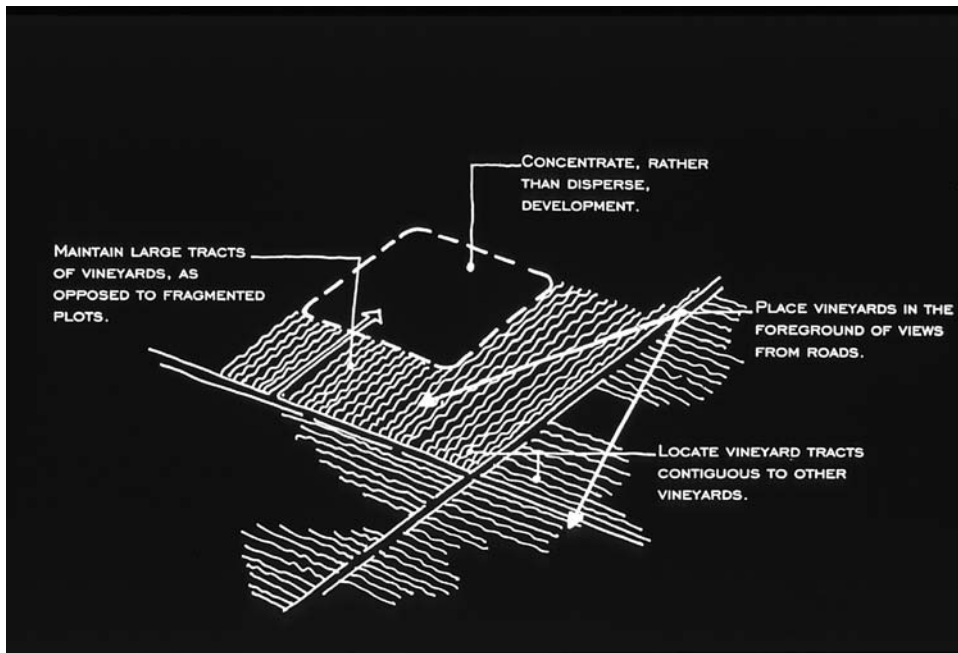 CONCENTRATE, RATHER
THAN DISPERSE,
DEVELOPMENT.
MAINTAIN LARGE TRACTS
OF VINEYARDS, AS
OPPOSED TO FRAGMENTED
PLOTS.
PLACE VINEYARDS IN THE
FOREGROUND OF VIEWS
FROM ROADS.
LOCATE VINEYARD TRACTS
CONTIGUOUS TO OTHER
VINEYARDS.